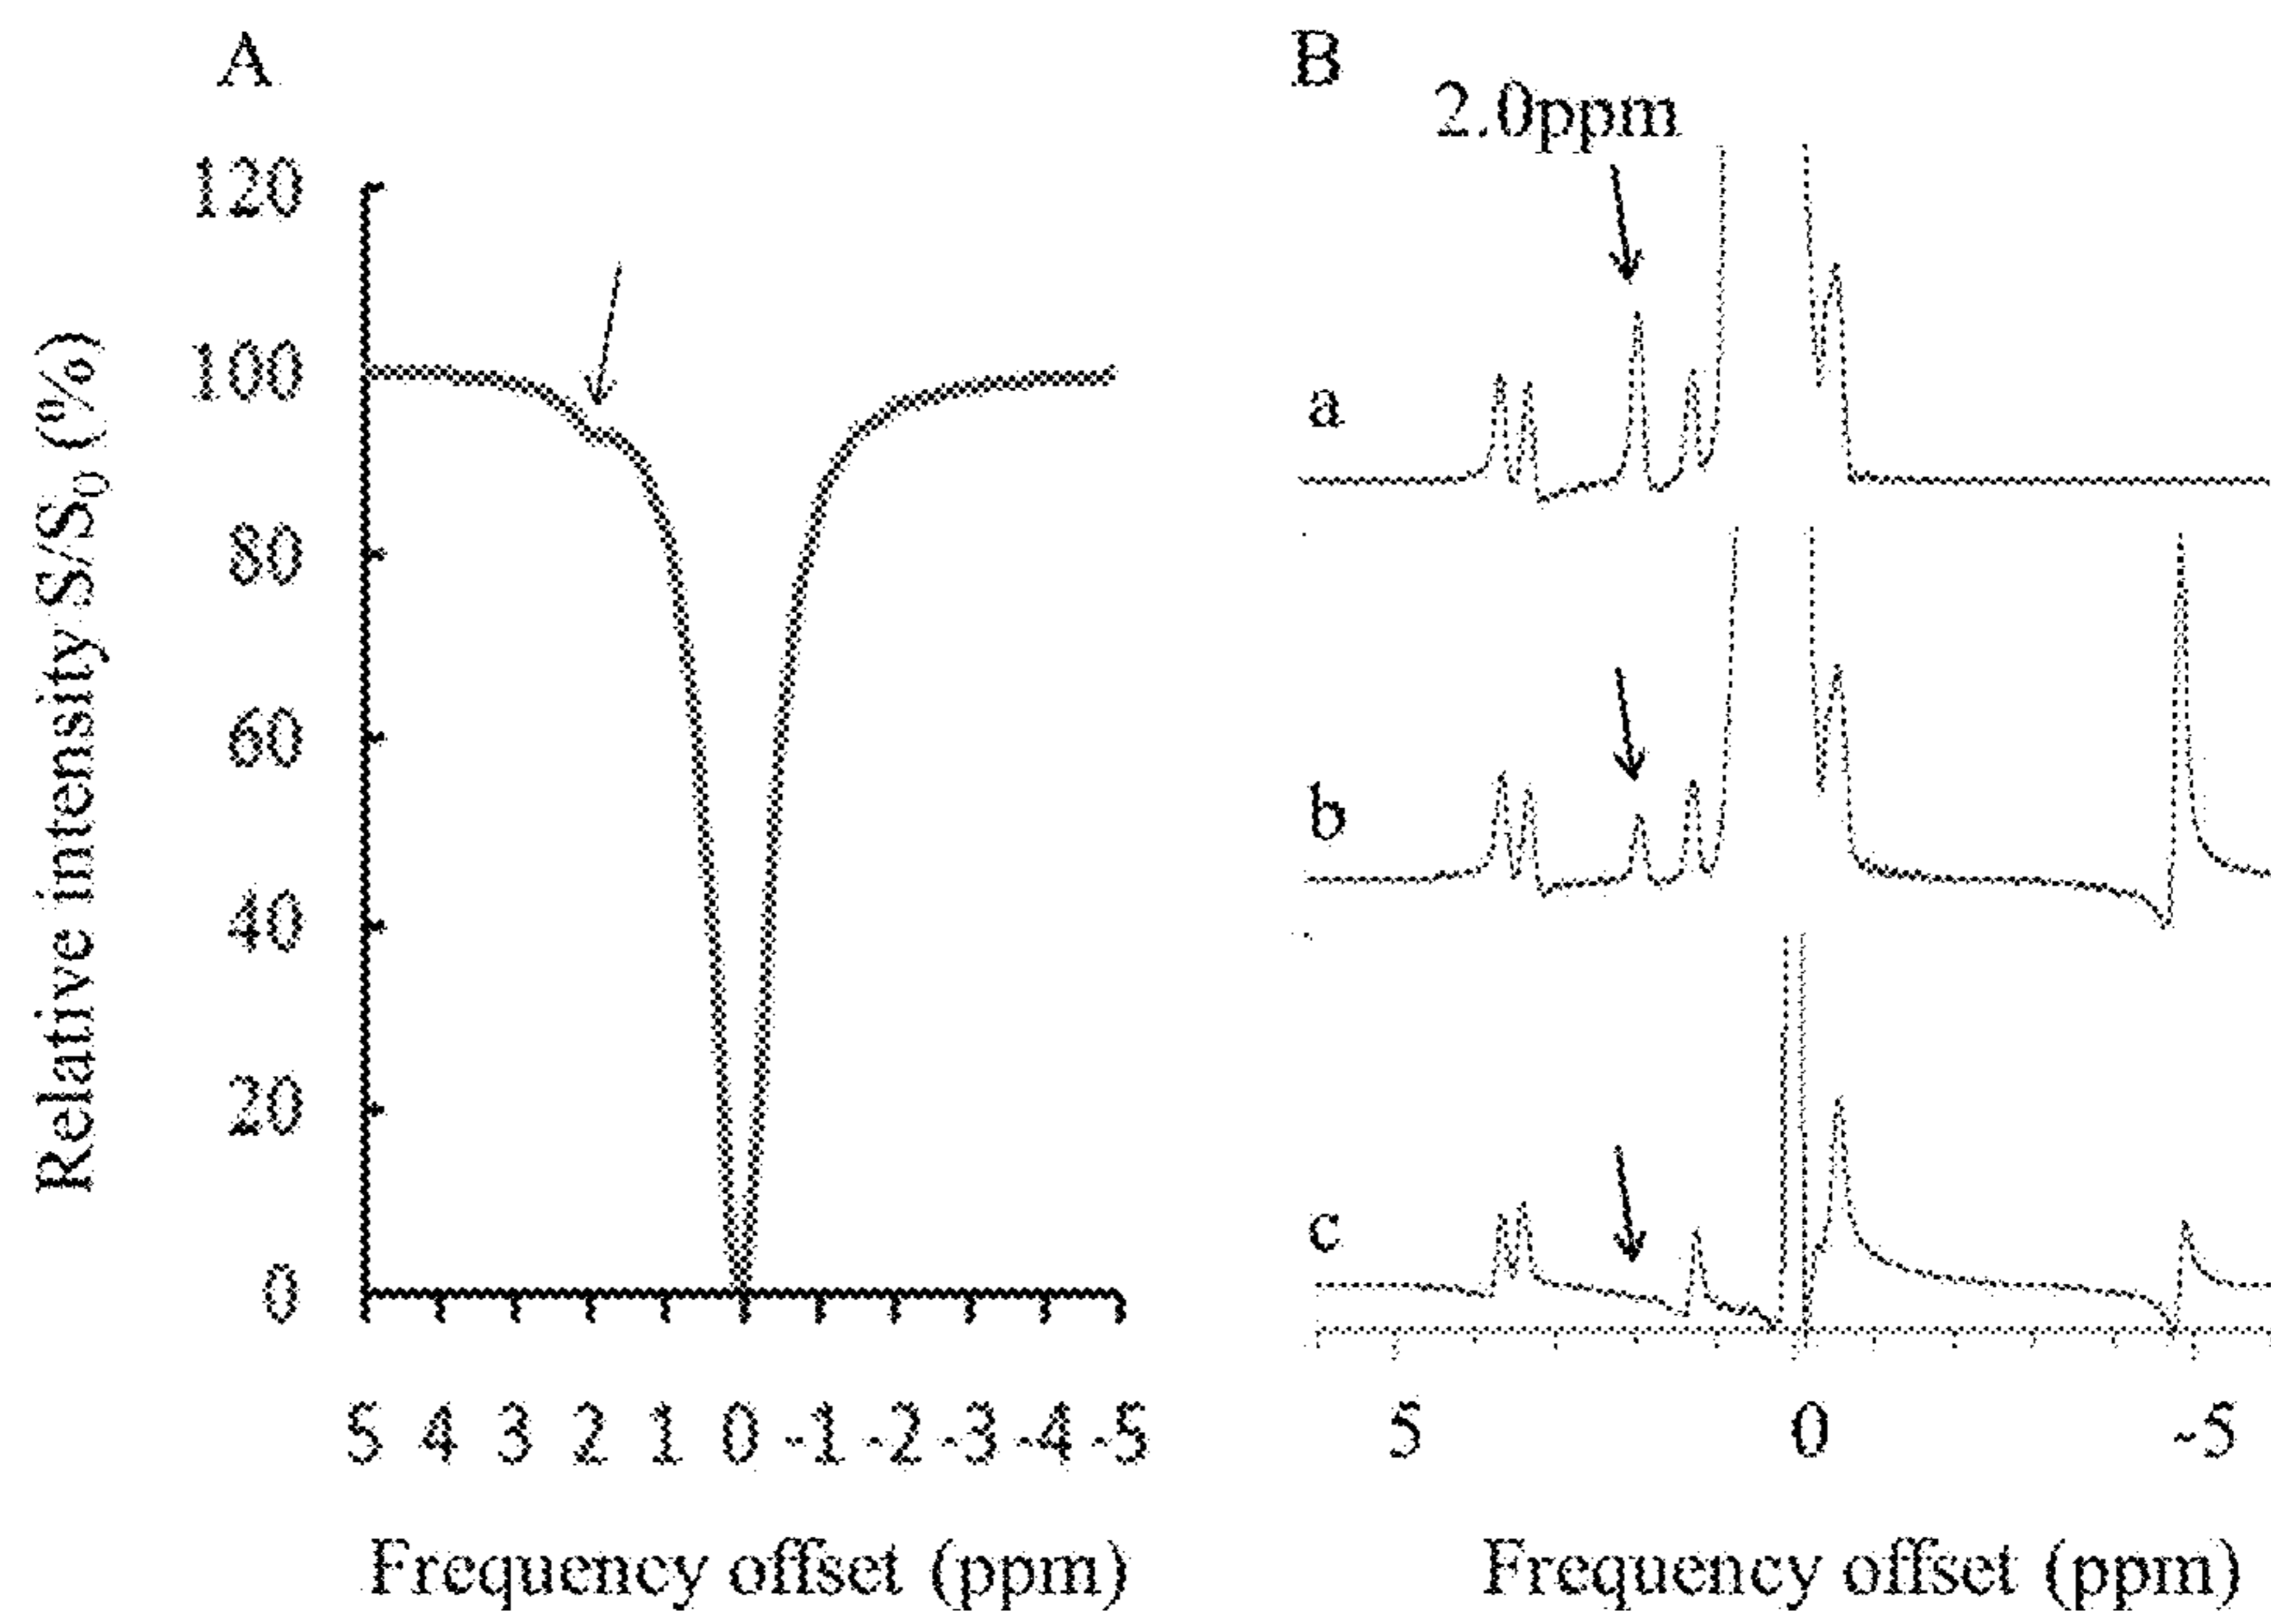 A
120
100
80
60
40
20
0
Relative intensity S/S₀ (%)
5 4 3 2 1 0 -1 -2 -3 -4 -5
Frequency offset (ppm)
B
2.0ppm
a
b
c
5 0 -5
Frequency offset (ppm)